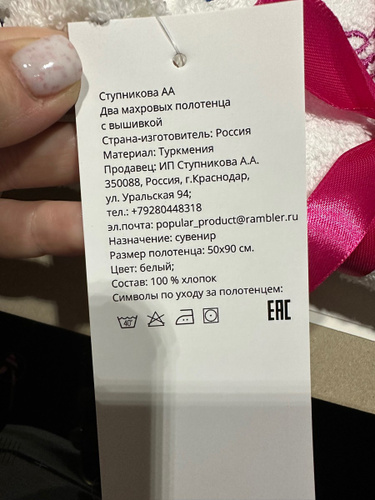 Ступникова АА
Два махровых полотенца
с вышивкой
Страна-изготовитель: Россия
Материал: Туркмения
Продавец: ИП Ступникова А.А.
350088, Россия, г.Краснодар,
ул. Уральская 94;
тел.: +79280448318
эл.почта: popular_product@rambler.ru
Назначение: сувенир
Размер полотенца: 50х90 см.
Цвет: белый;
Состав: 100 % хлопок
Символы по уходу за полотенцем:
40
EAC